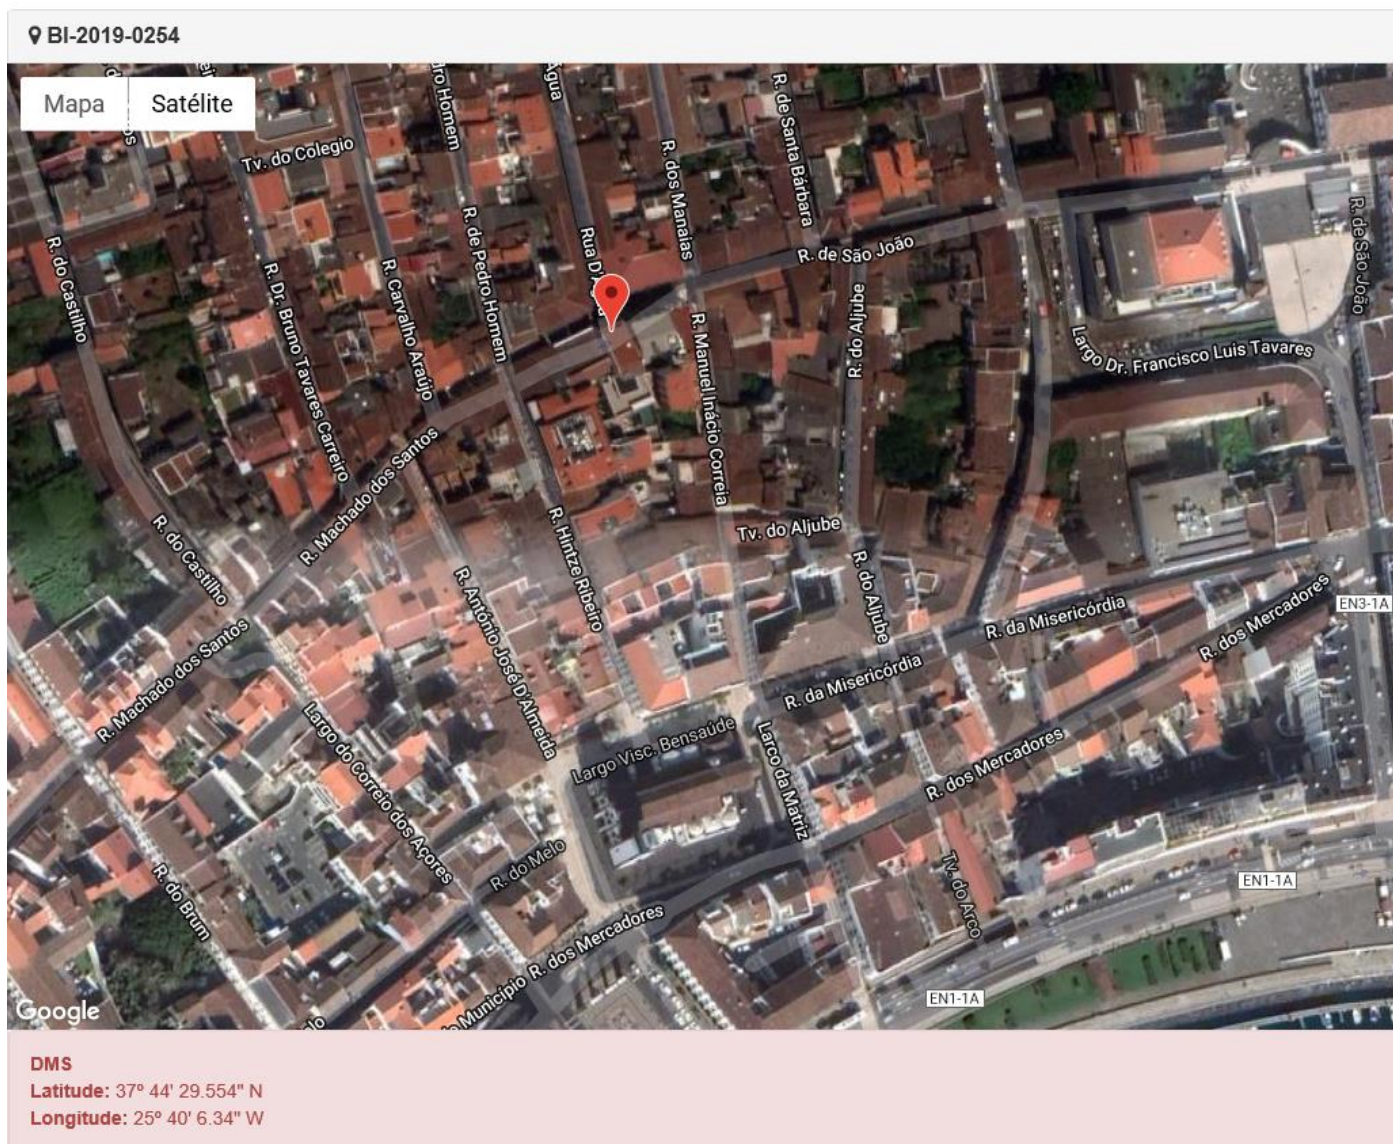 BI-2019-0254
Mapa
Satélite
Tv. do Colegio
R. do Castilho
R. Dr. Bruno Tavares Carreiro
R. Carvalho Araújo
R. de Pedro Homem
Água
R. dos Manaias
R. de Santa Bárbara
R. de São João
R. de São João
R. do Aljube
R. Manuel Inácio Correia
Largo Dr. Francisco Luis Tavares
R. Machado dos Santos
R. do Castilho
R. Hintze Ribeiro
Tv. do Aljube
R. do Aljube
R. António José D'Almeida
R. da Misericórdia
R. dos Mercadores
EN3-1A
R. Machado dos Santos
R. da Misericórdia
Largo do Correio dos Açores
Largo Visc. Bensaúde
Larco da Matriz
R. dos Mercadores
R. do Melo
R. do Brum
Tv. do Arco
EN1-1A
R. dos Mercadores
Município
EN1-1A
Google
DMS
Latitude: 37º 44' 29.554" N
Longitude: 25º 40' 6.34" W